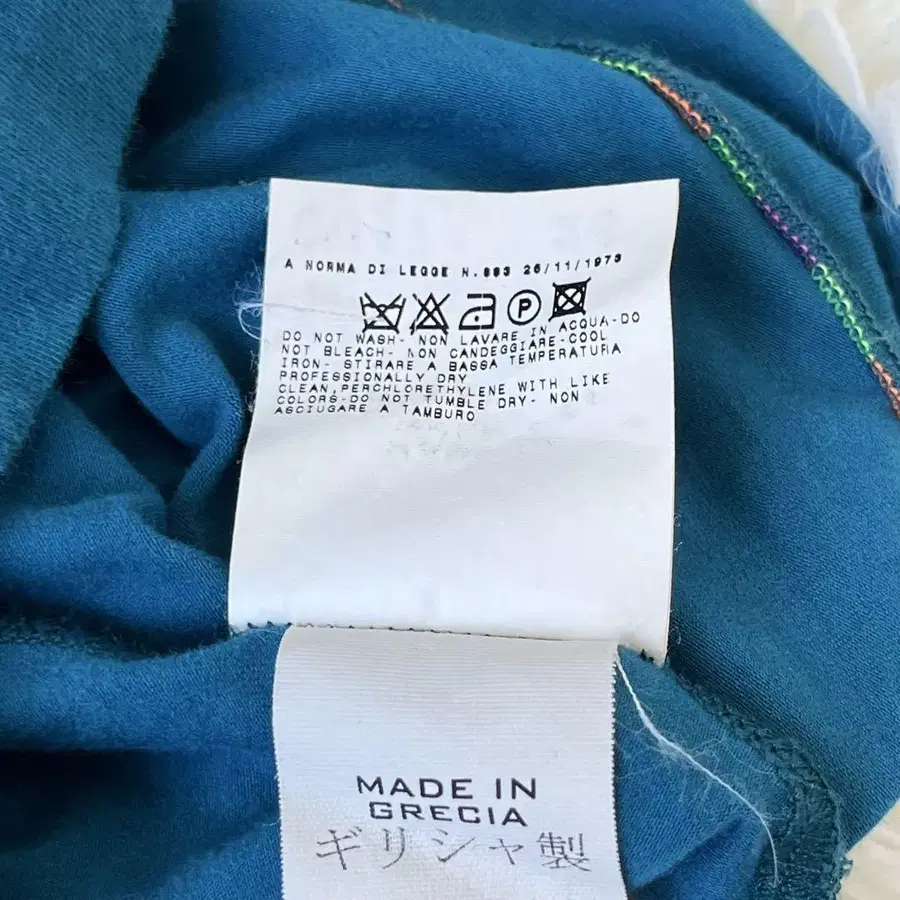 A NORMA DI LEGGE N.883 26/11/1973
P
DO NOT WASH- NON LAVARE IN ACQUA-DO
NOT BLEACH- NON CANDEGGIARE-COOL
IRON- STIRARE A BASSA TEMPERATURA
PROFESSIONALLY DRY
CLEAN,PERCHLORETHYLENE WITH LIKE
COLORS-DO NOT TUMBLE DRY- NON
ASCIUGARE A TAMBURO
MADE IN
GRECIA
ギリシャ製